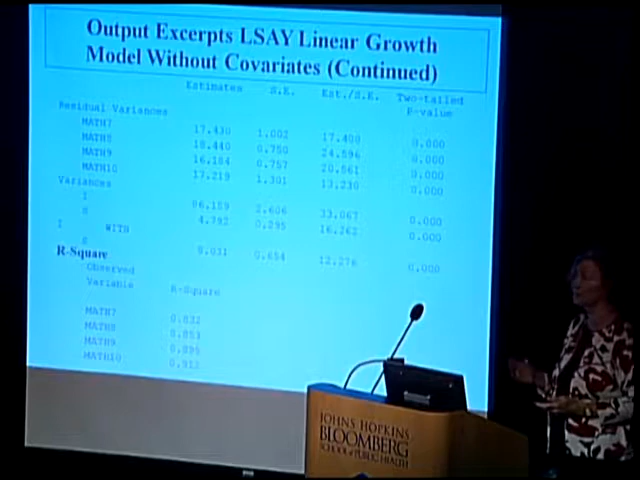 Output Excerpts LSAY Linear Growth
Model Without Covariates (Continued)
Estimates S.E. Est./S.E. Two-tailed
P-value
Residual Variances
MATH7 17.430 1.002 17.400 0.000
MATH8 18.440 0.750 24.596 0.000
MATH9 16.184 0.757 20.561 0.000
MATH10 17.219 1.301 13.230 0.000
Variances
I 86.159 2.606 33.067 0.000
S 4.792 0.295 16.262 0.000
I WITH
S 8.031 0.654 12.276 0.000
R-Square
Observed
Variable R-Square
MATH7 0.832
MATH8 0.853
MATH9 0.895
MATH10 0.912
JOHNS HOPKINS
BLOOMBERG
SCHOOL of PUBLIC HEALTH